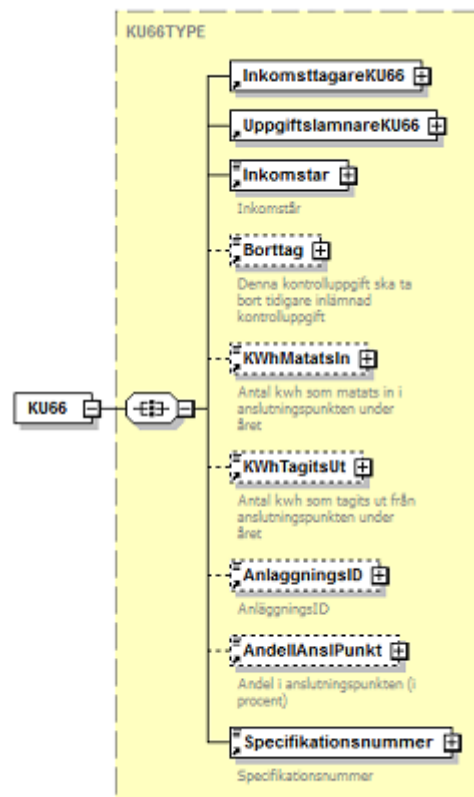 KU66TYPE
InkomsttagareKU66
UppgiftslamnareKU66
Inkomstar
Inkomstår
Borttag
Denna kontrolluppgift ska ta
bort tidigare inlämnad
kontrolluppgift
KWhMatatsIn
Antal kwh som matats in i
anslutningspunkten under
året
KU66
KWhTagitsUt
Antal kwh som tagits ut från
anslutningspunkten under
året
AnlaggningsID
AnläggningsID
AndelIAnslPunkt
Andel i anslutningspunkten (i
procent)
Specifikationsnummer
Specifikationsnummer